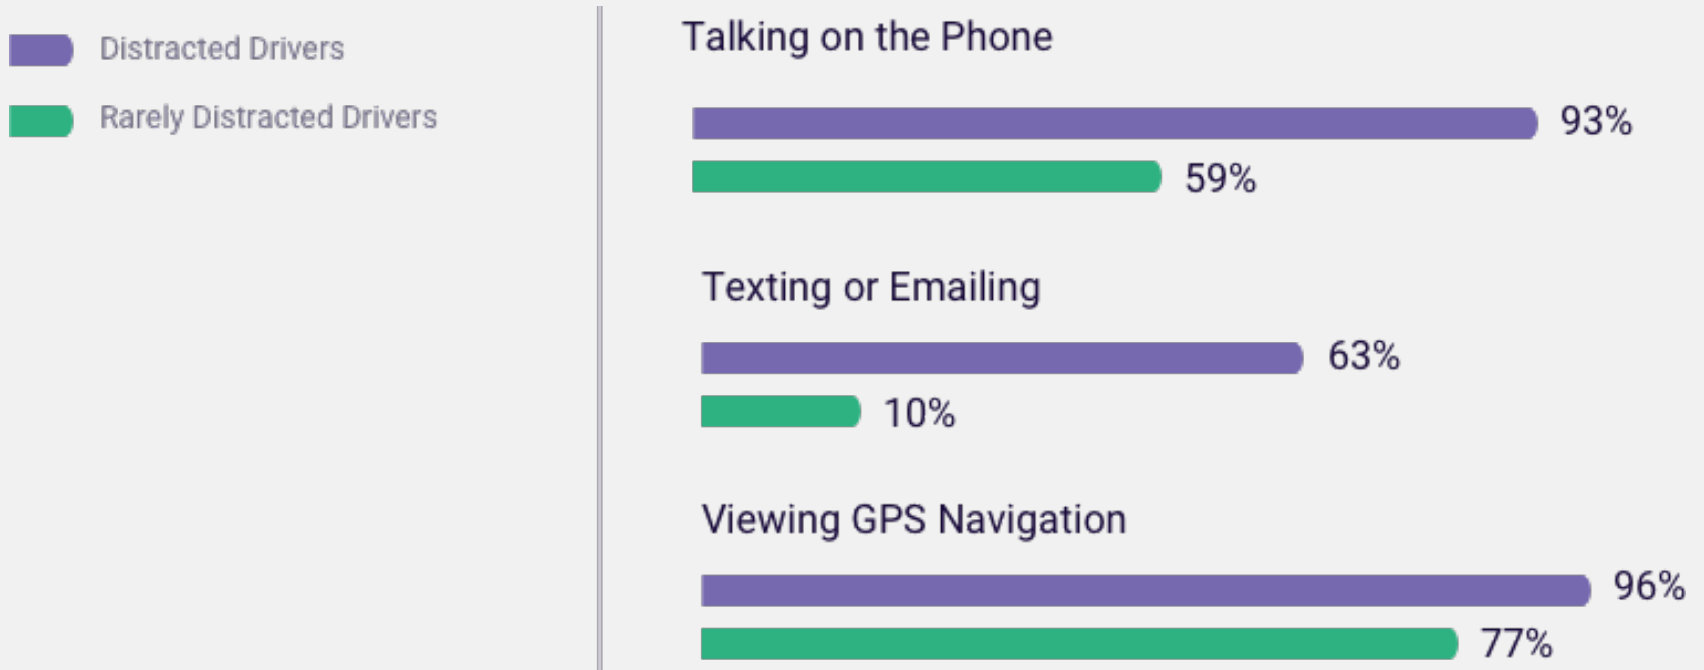 Distracted Drivers
Rarely Distracted Drivers
Talking on the Phone
93%
59%
Texting or Emailing
63%
10%
Viewing GPS Navigation
96%
77%